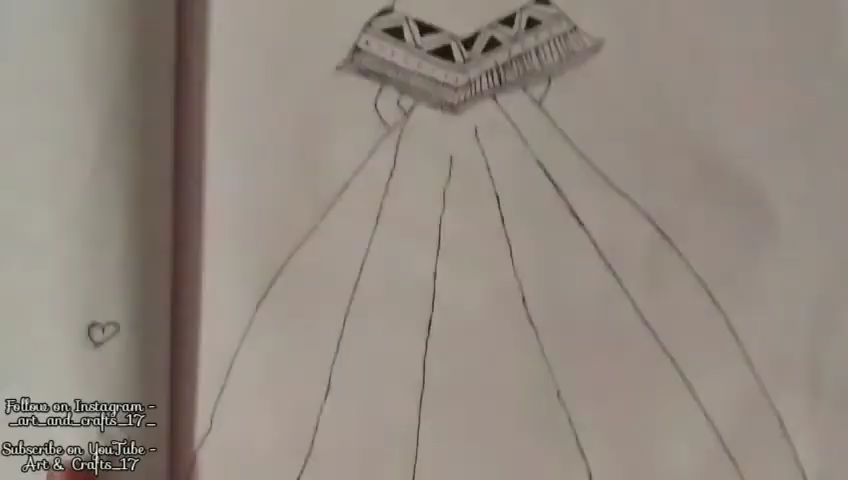 Follow on Instagram -
_art_and_crafts_17_
Subscribe on YouTube -
Art & Crafts_17